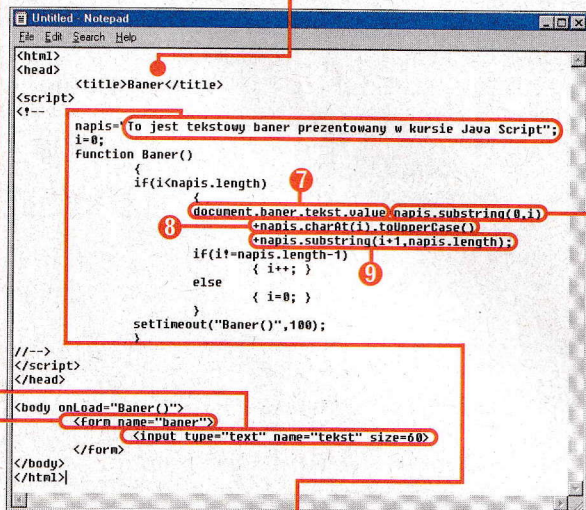 Untitled - Notepad
File Edit Search Help
<html>
<head>
<title>Baner</title>
<script>
<!--
napis="To jest tekstowy baner prezentowany w kursie Java Script";
i=0;
function Baner()
{
if(i<napis.length)
7
{
document.baner.tekst.value napis.substring(0,i)
8
+napis.charAt(i).toUpperCase()
+napis.substring(i+1,napis.length);
9
if(i!=napis.length-1)
{ i++; }
else
{ i=0; }
}
setTimeout("Baner()",100);
}
//-->
</script>
</head>
<body onLoad="Baner()">
<form name="baner">
<input type="text" name="tekst" size=60>
</form>
</body>
</html>